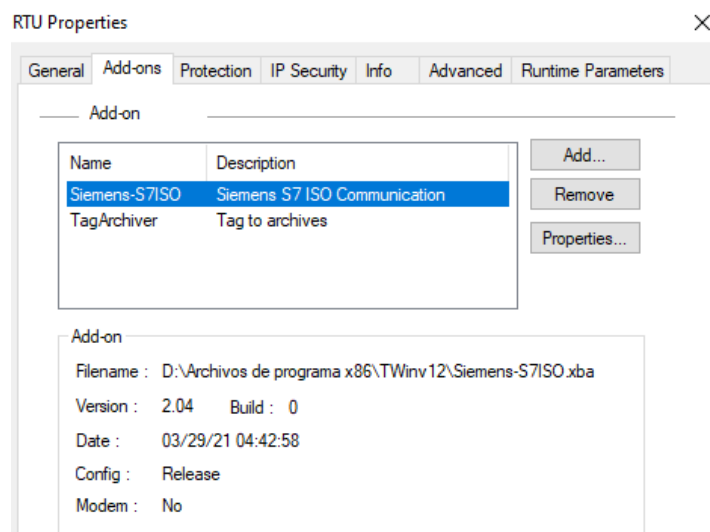 RTU Properties
General Add-ons Protection IP Security Info Advanced Runtime Parameters
Add-on
Name Description
Siemens-S7ISO Siemens S7 ISO Communication
TagArchiver Tag to archives
Add...
Remove
Properties...
Add-on
Filename : D:\Archivos de programa x86\TWinv12\Siemens-S7ISO.xba
Version : 2.04 Build : 0
Date : 03/29/21 04:42:58
Config : Release
Modem : No